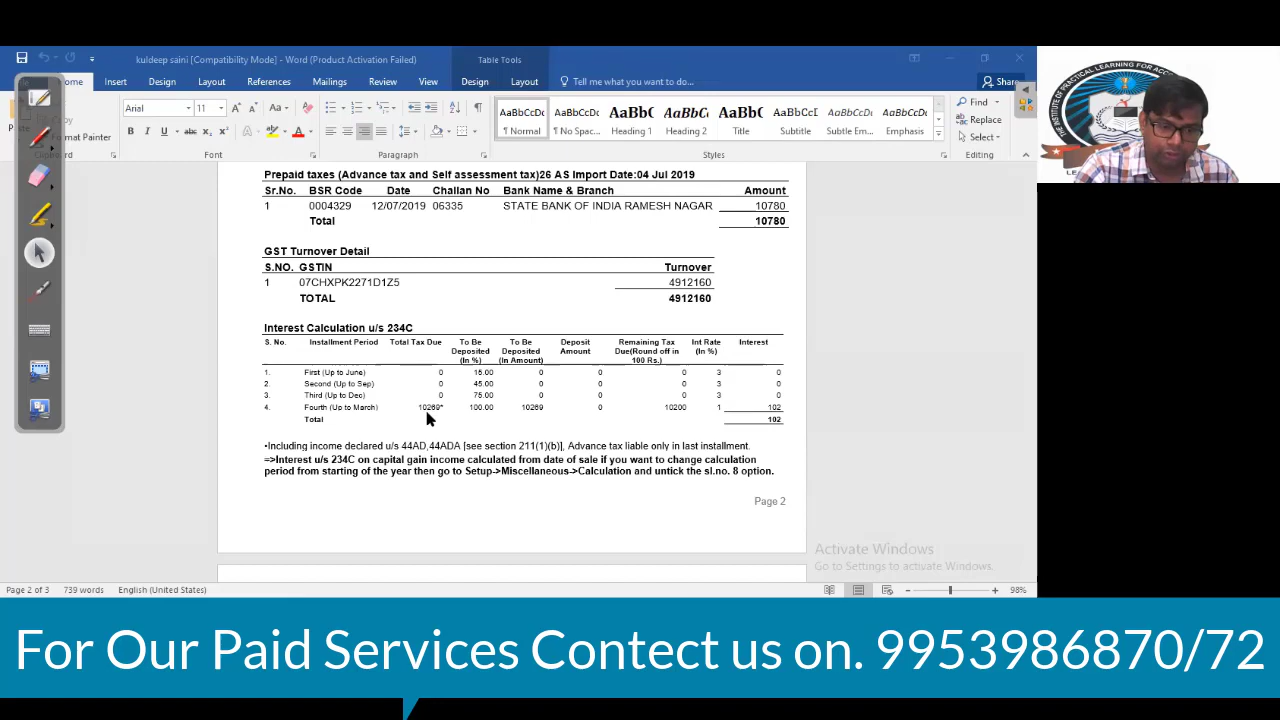 kuldeep saini [Compatibility Mode] - Word (Product Activation Failed)
Table Tools
Home Insert Design Layout References Mailings Review View Design Layout Tell me what you want to do... Share
Copy
Format Painter
Clipboard
Arial 11
Font
Paragraph
AaBbCcDc AaBbCcDc AaBbC AaBbCc AaBbC AaBbCcD AaBbCcDc AaBbCcDc
¶ Normal ¶ No Spac... Heading 1 Heading 2 Title Subtitle Subtle Em... Emphasis
Styles
Find
Replace
Select
Prepaid taxes (Advance tax and Self assessment tax)26 AS Import Date:04 Jul 2019
Sr.No. BSR Code Date Challan No Bank Name & Branch Amount
1 0004329 12/07/2019 06335 STATE BANK OF INDIA RAMESH NAGAR 10780
Total 10780
GST Turnover Detail
S.NO. GSTIN Turnover
1 07CHXPK2271D1Z5 4912160
TOTAL 4912160
Interest Calculation u/s 234C
S. No. Installment Period Total Tax Due To Be Deposited (In %) To Be Deposited (In Amount) Deposit Amount Remaining Tax Due(Round off in 100 Rs.) Int Rate (In %) Interest
1. First (Up to June) 0 15.00 0 0 0 3 0
2. Second (Up to Sep) 0 45.00 0 0 0 3 0
3. Third (Up to Dec) 0 75.00 0 0 0 3 0
4. Fourth (Up to March) 10269* 100.00 10269 0 10200 1 102
Total 102
•Including income declared u/s 44AD,44ADA [see section 211(1)(b)], Advance tax liable only in last installment.
=>Interest u/s 234C on capital gain income calculated from date of sale if you want to change calculation
period from starting of the year then go to Setup->Miscellaneous->Calculation and untick the sl.no. 8 option.
Page 2
Activate Windows
Go to Settings to activate Windows.
Page 2 of 3 739 words English (United States) 98%
For Our Paid Services Contect us on. 9953986870/72